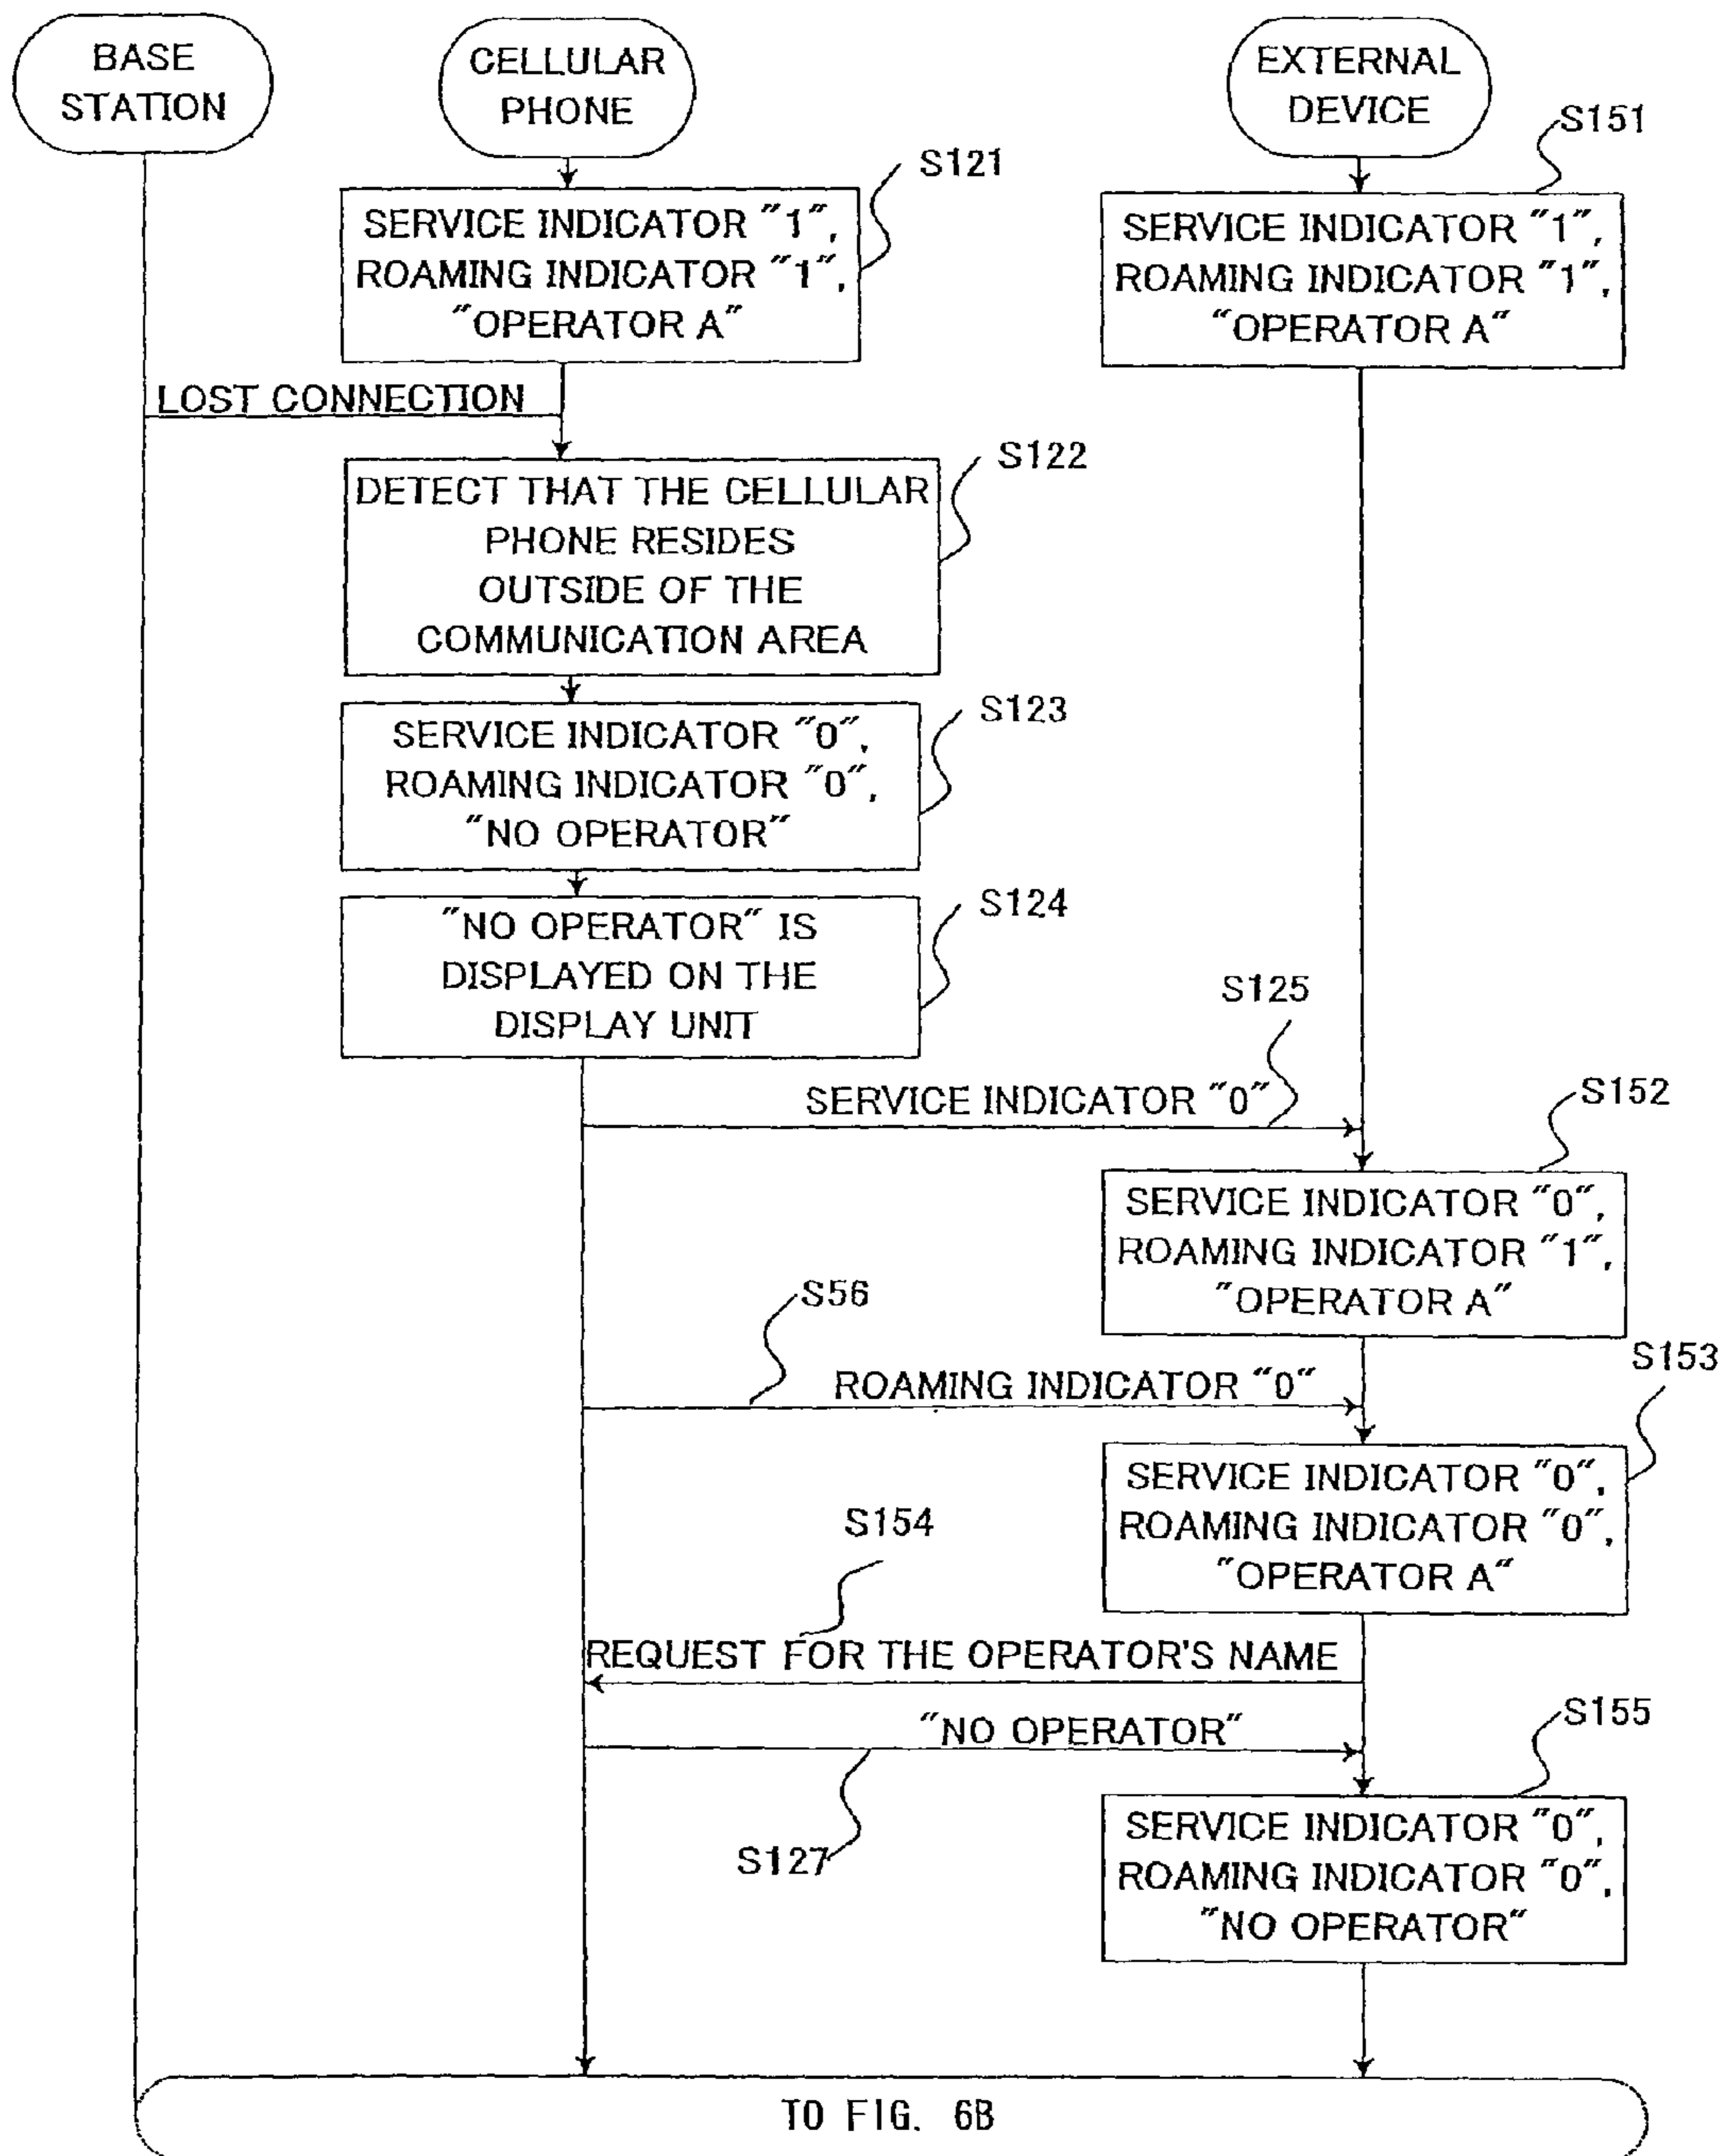 BASE
STATION
CELLULAR
PHONE
EXTERNAL
DEVICE
S121
SERVICE INDICATOR "1",
ROAMING INDICATOR "1",
"OPERATOR A"
S151
SERVICE INDICATOR "1",
ROAMING INDICATOR "1",
"OPERATOR A"
LOST CONNECTION
S122
DETECT THAT THE CELLULAR
PHONE RESIDES
OUTSIDE OF THE
COMMUNICATION AREA
S123
SERVICE INDICATOR "0",
ROAMING INDICATOR "0",
"NO OPERATOR"
S124
"NO OPERATOR" IS
DISPLAYED ON THE
DISPLAY UNIT
S125
SERVICE INDICATOR "0"
S152
SERVICE INDICATOR "0",
ROAMING INDICATOR "1",
"OPERATOR A"
S56
ROAMING INDICATOR "0"
S153
SERVICE INDICATOR "0",
ROAMING INDICATOR "0",
"OPERATOR A"
S154
REQUEST FOR THE OPERATOR'S NAME
"NO OPERATOR"
S127
S155
SERVICE INDICATOR "0",
ROAMING INDICATOR "0",
"NO OPERATOR"
TO FIG. 6B